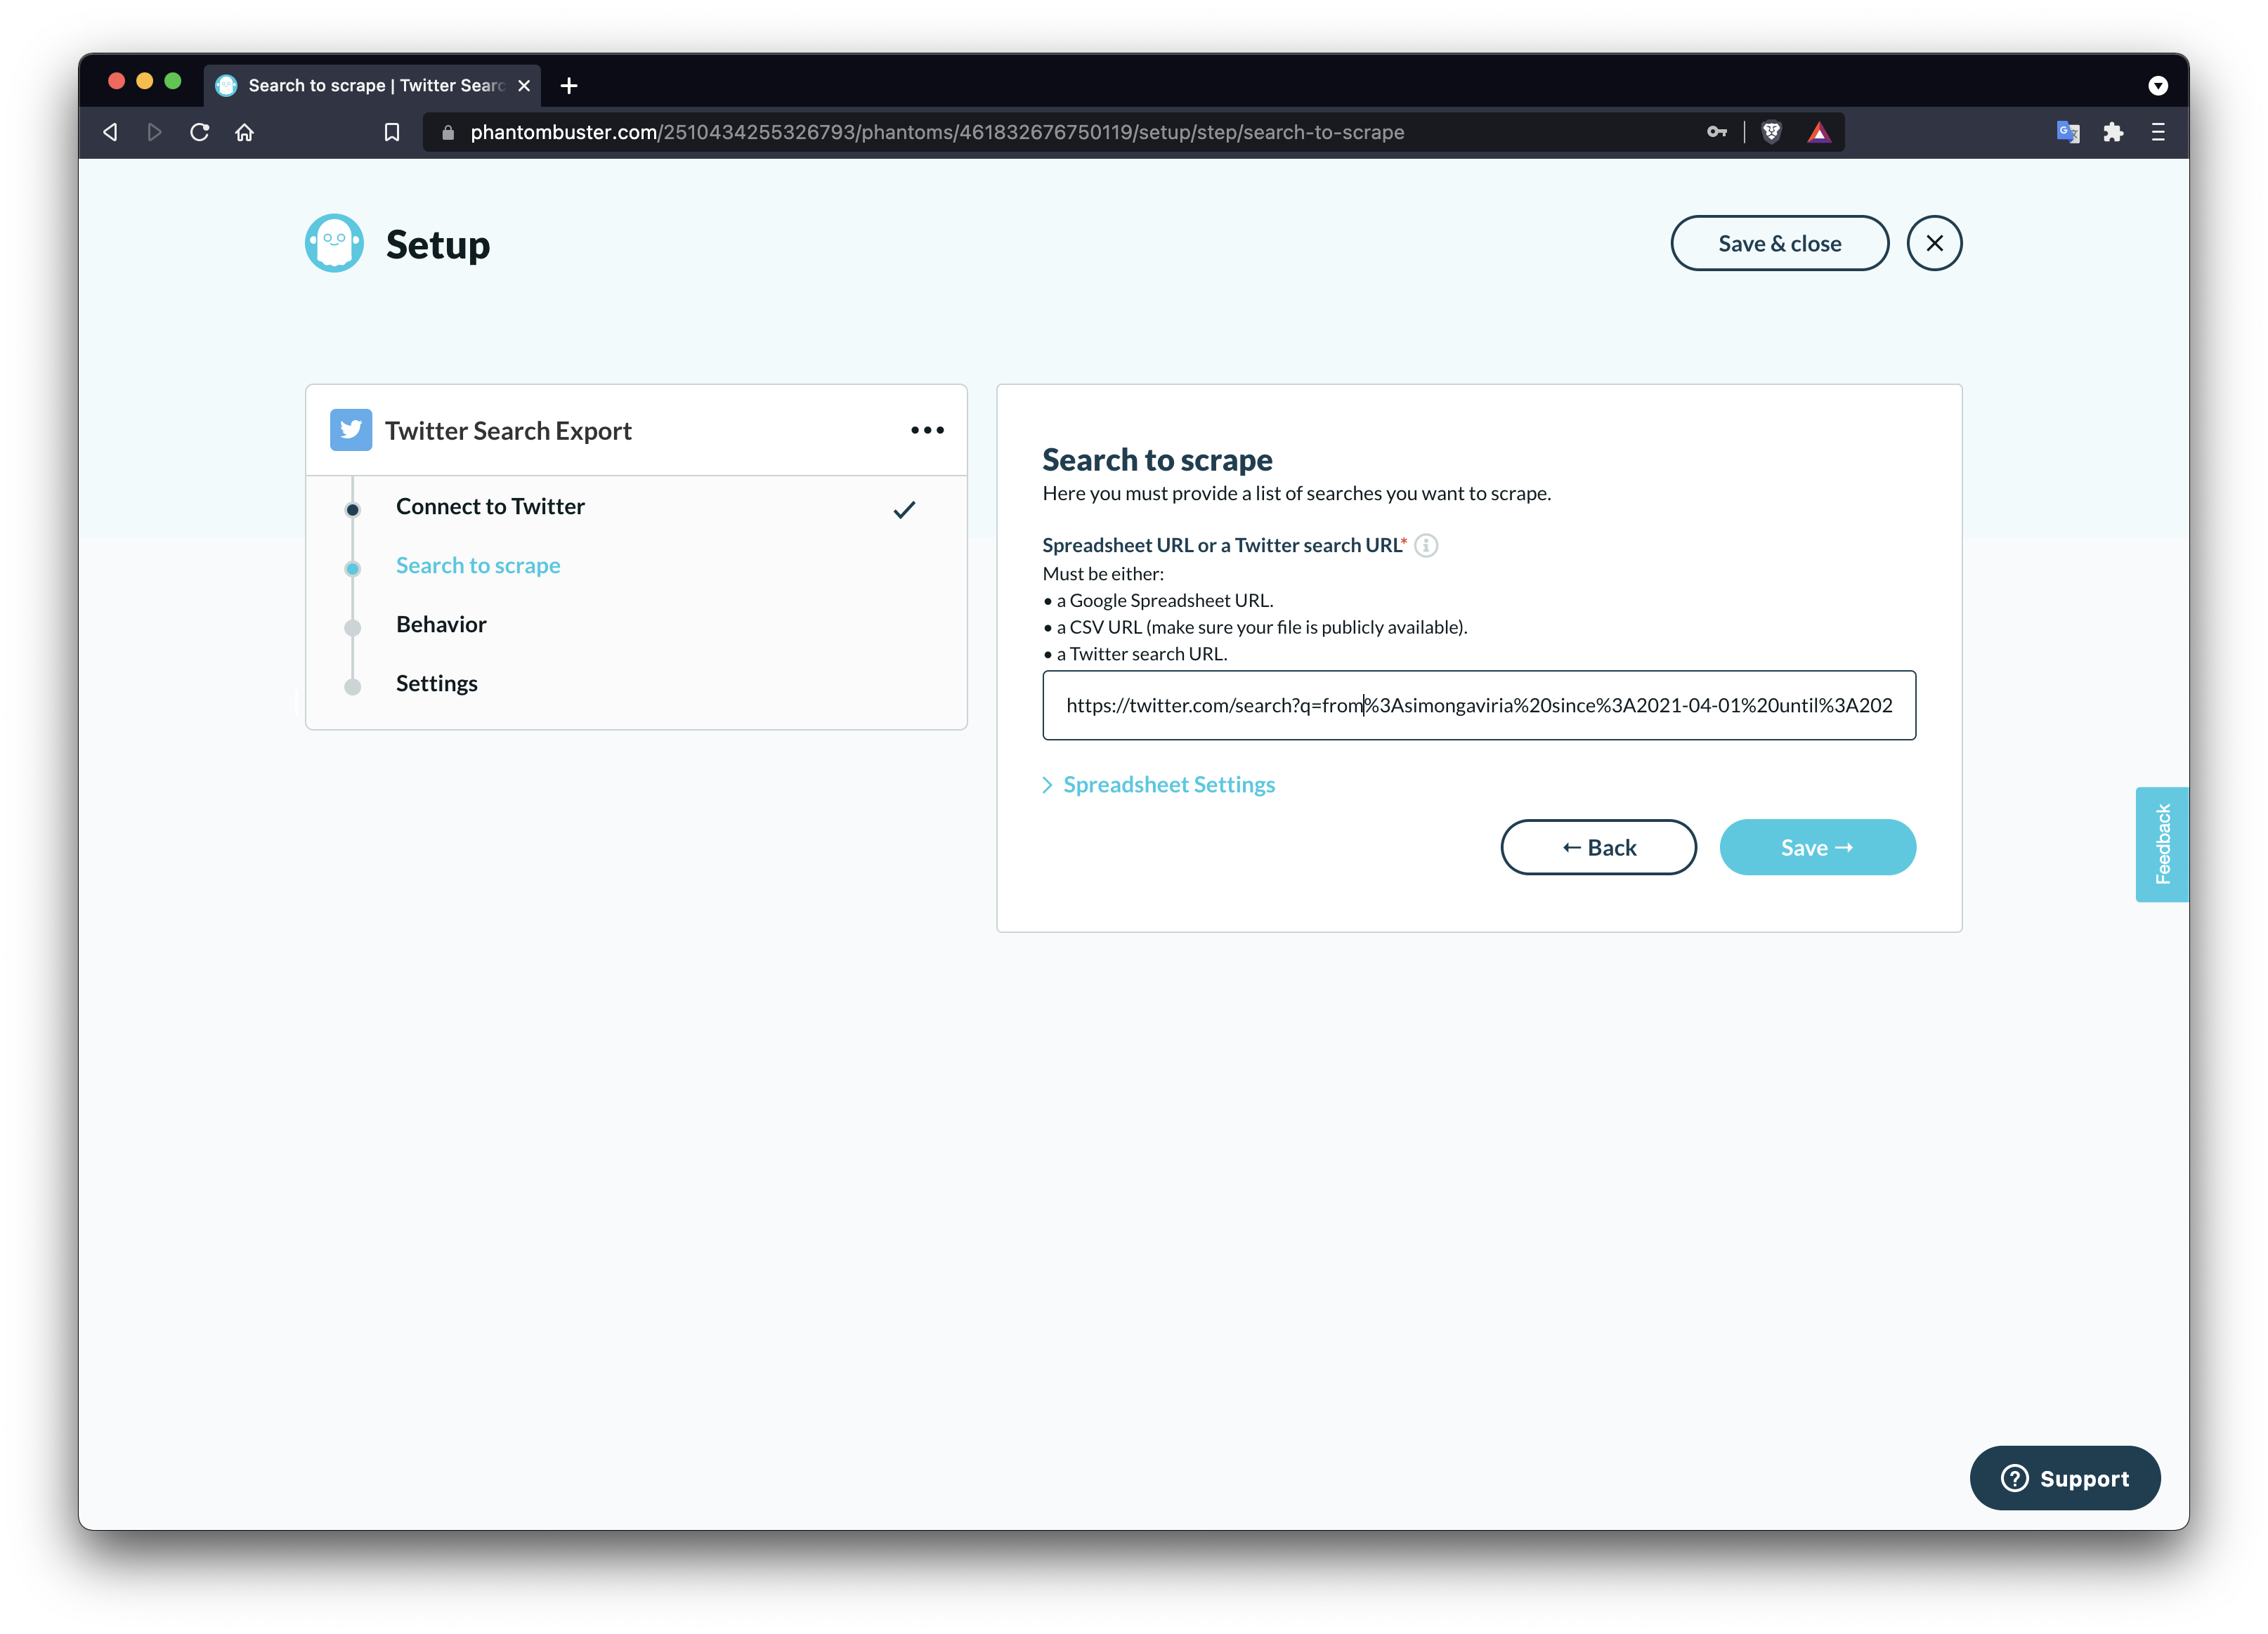 Search to scrape | Twitter Sear
phantombuster.com/2510434255326793/phantoms/461832676750119/setup/step/search-to-scrape
Setup
Save & close
Twitter Search Export
Connect to Twitter
Search to scrape
Behavior
Settings
Search to scrape
Here you must provide a list of searches you want to scrape.
Spreadsheet URL or a Twitter search URL*
Must be either:
• a Google Spreadsheet URL.
• a CSV URL (make sure your file is publicly available).
• a Twitter search URL.
https://twitter.com/search?q=from%3Asimongaviria%20since%3A2021-04-01%20until%3A202
> Spreadsheet Settings
← Back
Save →
Feedback
Support